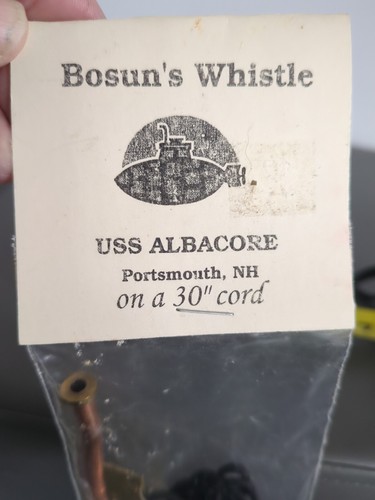 Bosun's Whistle
USS ALBACORE
Portsmouth, NH
on a 30" cord